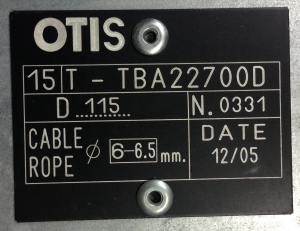 OTIS
15 T - TBA22700D
D 115 N. 0331
CABLE ROPE ø 6-6.5 mm.
DATE 12/05